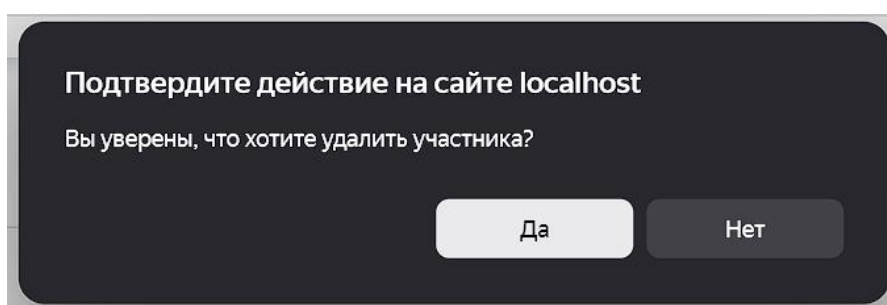 Подтвердите действие на сайте localhost
Вы уверены, что хотите удалить участника?
Да
Нет